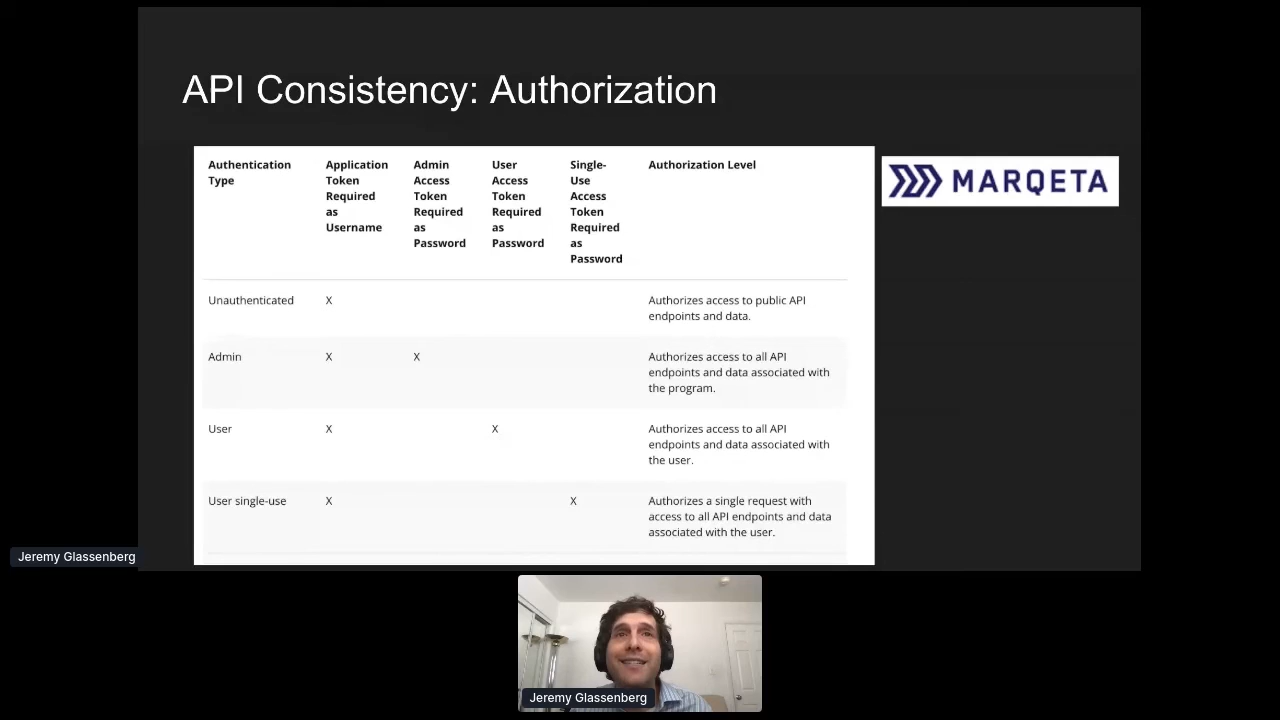 API Consistency: Authorization
MARQETA
Authentication Type
Application Token Required as Username
Admin Access Token Required as Password
User Access Token Required as Password
Single-Use Access Token Required as Password
Authorization Level
Unauthenticated
X
Authorizes access to public API
endpoints and data.
Admin
X
X
Authorizes access to all API
endpoints and data associated with
the program.
User
X
X
Authorizes access to all API
endpoints and data associated with
the user.
User single-use
X
X
Authorizes a single request with
access to all API endpoints and data
associated with the user.
Jeremy Glassenberg
Jeremy Glassenberg